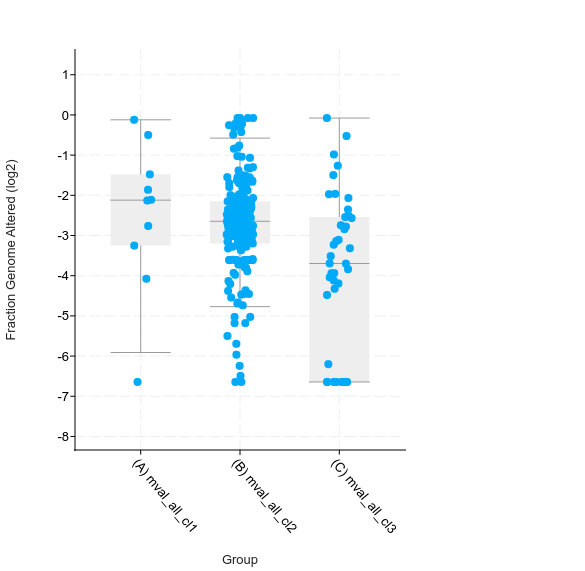 Fraction Genome Altered (log2)
1
0
-1
-2
-3
-4
-5
-6
-7
-8
(A) mval_all_cl1
(B) mval_all_cl2
(C) mval_all_cl3
Group